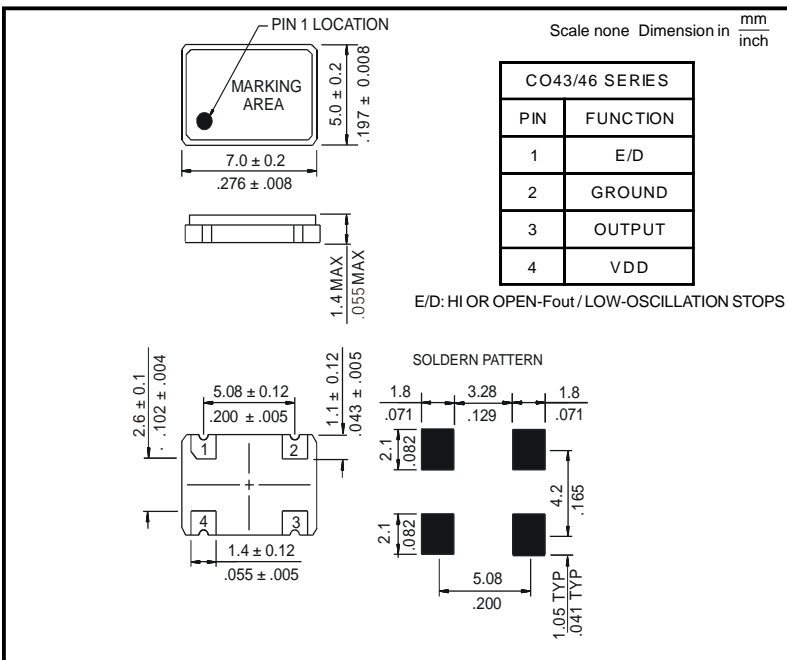 PIN 1 LOCATION
MARKING
AREA
5.0 ± 0.2
.197 ± 0.008
7.0 ± 0.2
.276 ± .008
1.4 MAX
.055 MAX
Scale none Dimension in mm
inch
CO43/46 SERIES
PIN FUNCTION
1 E/D
2 GROUND
3 OUTPUT
4 VDD
E/D: HI OR OPEN-Fout / LOW-OSCILLATION STOPS
2.6 ± 0.1
.102 ± .004
5.08 ± 0.12
.200 ± .005
1.1 ± 0.12
.043 ± .005
1 2
4 3
1.4 ± 0.12
.055 ± .005
SOLDERN PATTERN
1.8 3.28 1.8
.071 .129 .071
2.1
.082
2.1
.082
4.2
.165
5.08
.200
1.05 TYP
.041 TYP